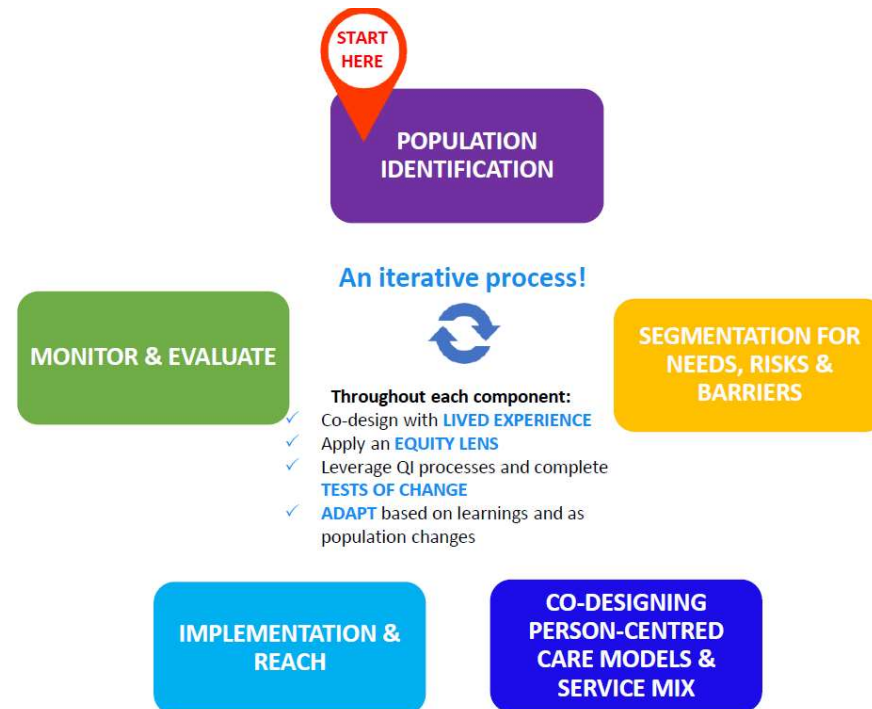 START
HERE
POPULATION
IDENTIFICATION
An iterative process!
MONITOR & EVALUATE
SEGMENTATION FOR
NEEDS, RISKS &
BARRIERS
Throughout each component:
✓ Co-design with LIVED EXPERIENCE
✓ Apply an EQUITY LENS
✓ Leverage QI processes and complete
TESTS OF CHANGE
✓ ADAPT based on learnings and as
population changes
IMPLEMENTATION &
REACH
CO-DESIGNING
PERSON-CENTRED
CARE MODELS &
SERVICE MIX